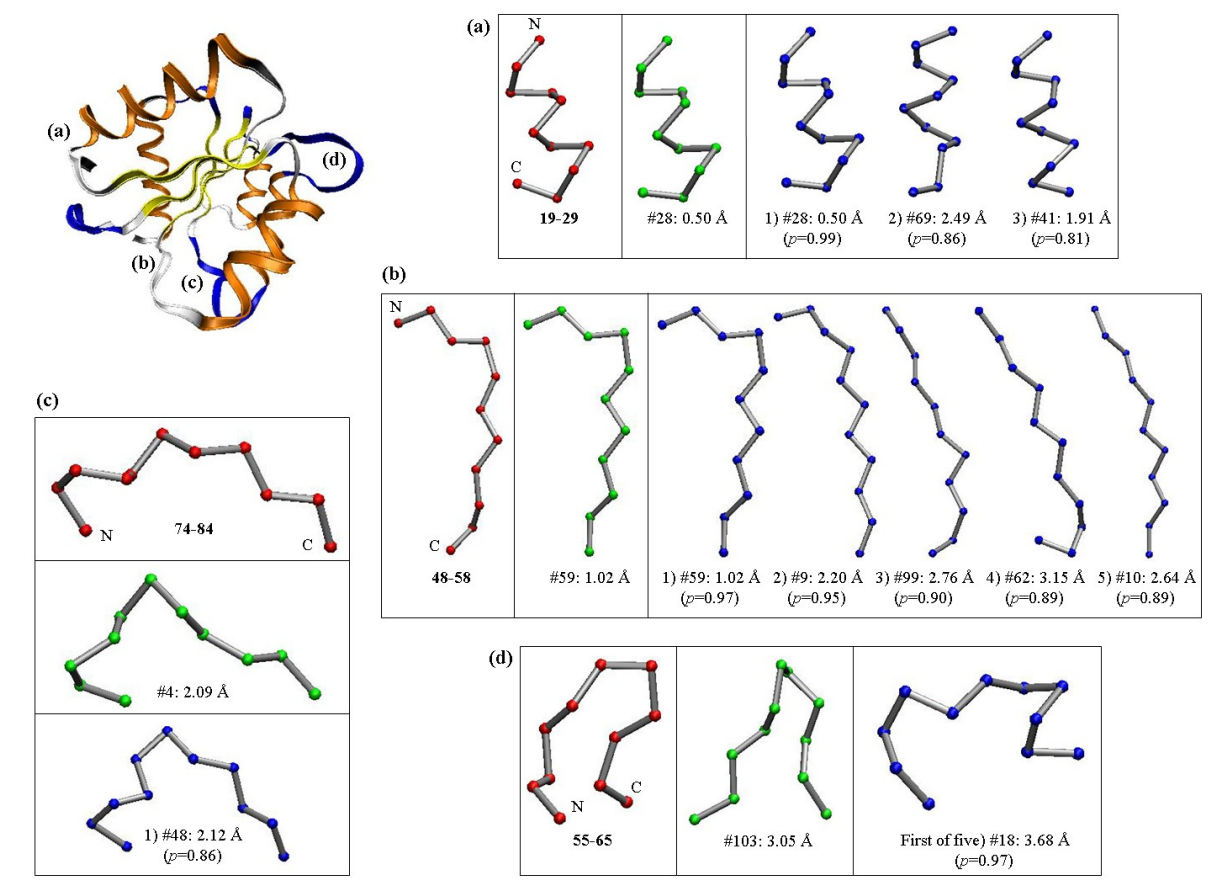 (a)
(b)
(c)
(d)
(a)
N
C
19-29
#28: 0.50 Å
1) #28: 0.50 Å
(p=0.99)
2) #69: 2.49 Å
(p=0.86)
3) #41: 1.91 Å
(p=0.81)
(b)
N
C
48-58
#59: 1.02 Å
1) #59: 1.02 Å
(p=0.97)
2) #9: 2.20 Å
(p=0.95)
3) #99: 2.76 Å
(p=0.90)
4) #62: 3.15 Å
(p=0.89)
5) #10: 2.64 Å
(p=0.89)
(c)
N
C
74-84
#4: 2.09 Å
1) #48: 2.12 Å
(p=0.86)
(d)
N
C
55-65
#103: 3.05 Å
First of five) #18: 3.68 Å
(p=0.97)